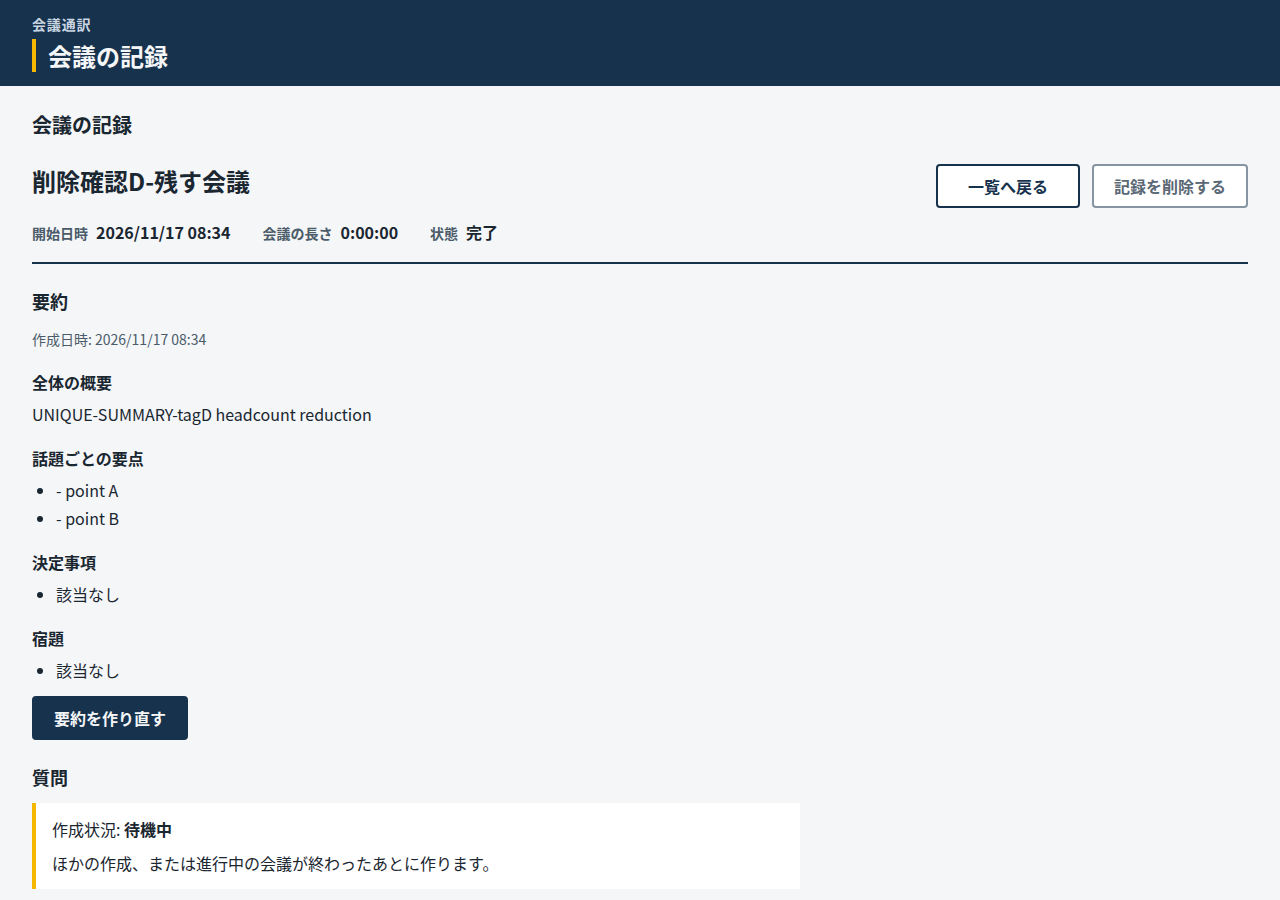 会議通訳
会議の記録
会議の記録
削除確認D-残す会議
一覧へ戻る
記録を削除する
開始日時 2026/11/17 08:34 会議の長さ 0:00:00 状態 完了
要約
作成日時: 2026/11/17 08:34
全体の概要
UNIQUE-SUMMARY-tagD headcount reduction
話題ごとの要点
- point A
- point B
決定事項
該当なし
宿題
該当なし
要約を作り直す
質問
作成状況: 待機中
ほかの作成、または進行中の会議が終わったあとに作ります。